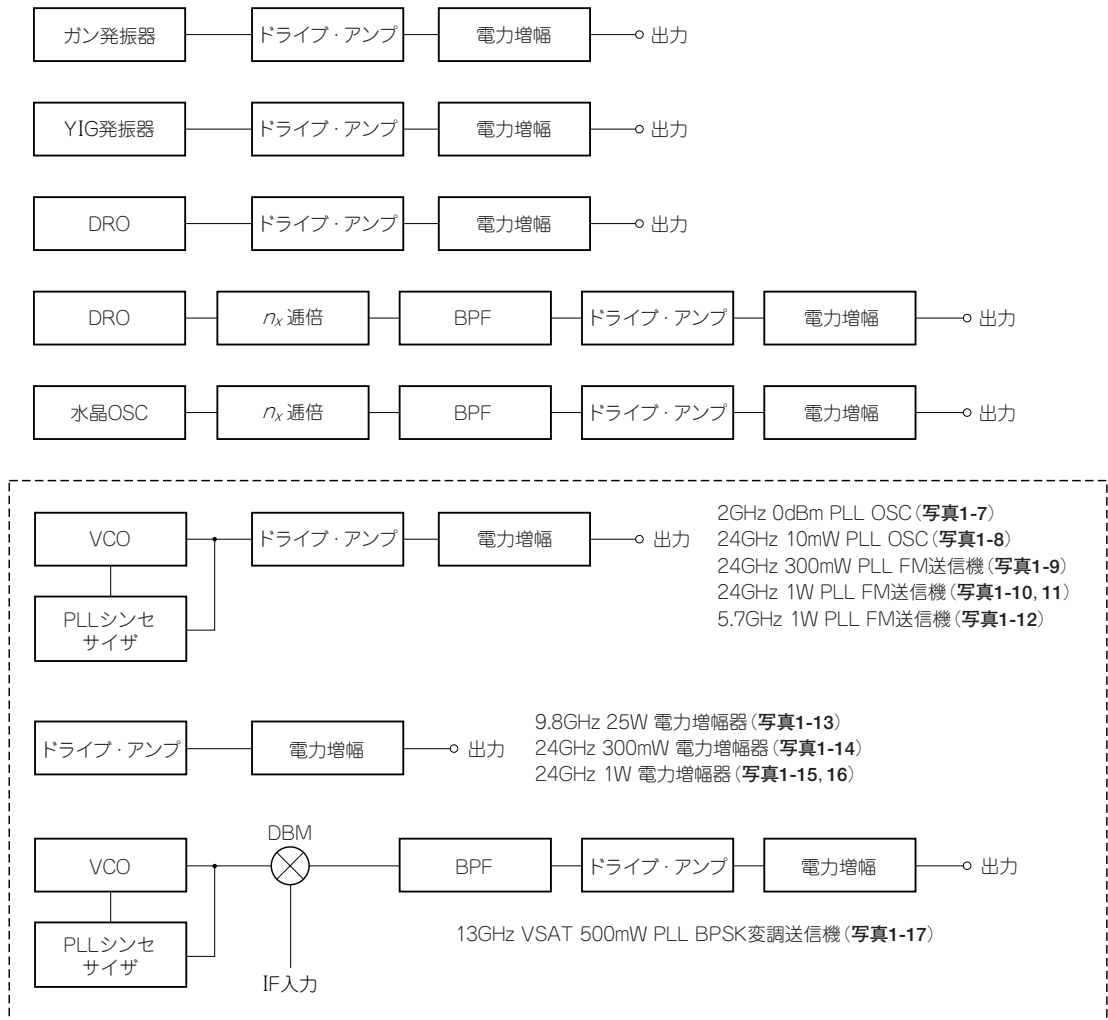 ガン発振器 ドライブ・アンプ 電力増幅 出力
YIG発振器 ドライブ・アンプ 電力増幅 出力
DRO ドライブ・アンプ 電力増幅 出力
DRO nx 逓倍 BPF ドライブ・アンプ 電力増幅 出力
水晶OSC nx 逓倍 BPF ドライブ・アンプ 電力増幅 出力
VCO ドライブ・アンプ 電力増幅 出力
PLLシンセ
サイザ
2GHz 0dBm PLL OSC(写真1-7)
24GHz 10mW PLL OSC(写真1-8)
24GHz 300mW PLL FM送信機(写真1-9)
24GHz 1W PLL FM送信機(写真1-10, 11)
5.7GHz 1W PLL FM送信機(写真1-12)
ドライブ・アンプ 電力増幅 出力
9.8GHz 25W 電力増幅器(写真1-13)
24GHz 300mW 電力増幅器(写真1-14)
24GHz 1W 電力増幅器(写真1-15, 16)
DBM
VCO BPF ドライブ・アンプ 電力増幅 出力
PLLシンセ
サイザ
IF入力
13GHz VSAT 500mW PLL BPSK変調送信機(写真1-17)